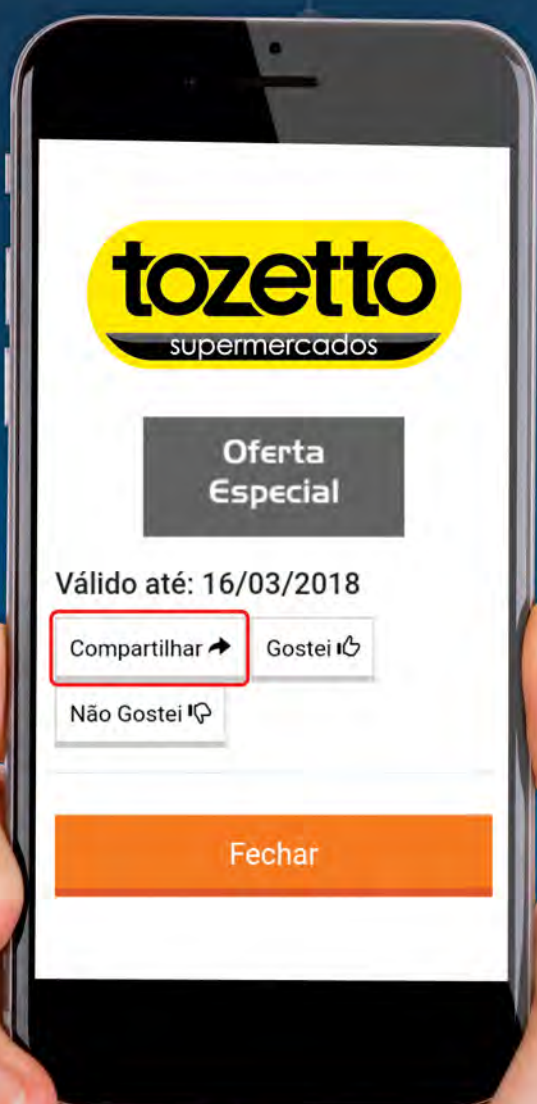 tozetto
supermercados
Oferta
Especial
Válido até: 16/03/2018
Compartilhar Gostei
Não Gostei
Fechar